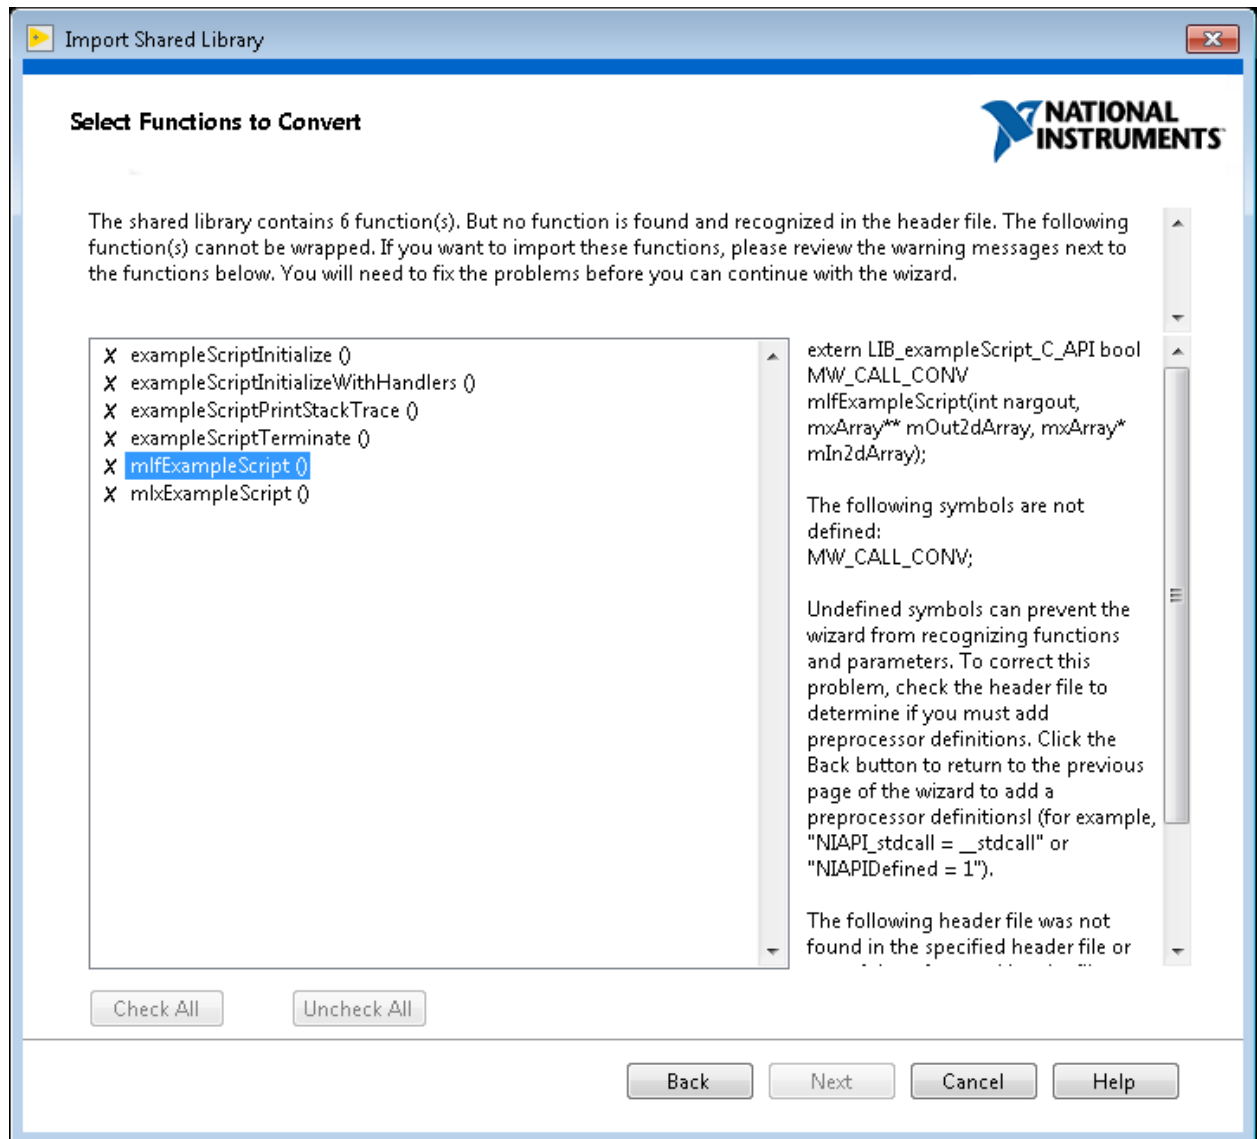 Import Shared Library
Select Functions to Convert
NATIONAL
INSTRUMENTS
The shared library contains 6 function(s). But no function is found and recognized in the header file. The following
function(s) cannot be wrapped. If you want to import these functions, please review the warning messages next to
the functions below. You will need to fix the problems before you can continue with the wizard.
X exampleScriptInitialize ()
X exampleScriptInitializeWithHandlers ()
X exampleScriptPrintStackTrace ()
X exampleScriptTerminate ()
X mlfExampleScript ()
X mlxExampleScript ()
extern LIB_exampleScript_C_API bool
MW_CALL_CONV
mlfExampleScript(int nargout,
mxArray** mOut2dArray, mxArray*
mIn2dArray);
The following symbols are not
defined:
MW_CALL_CONV;
Undefined symbols can prevent the
wizard from recognizing functions
and parameters. To correct this
problem, check the header file to
determine if you must add
preprocessor definitions. Click the
Back button to return to the previous
page of the wizard to add a
preprocessor definitionsl (for example,
"NIAPI_stdcall = __stdcall" or
"NIAPIDefined = 1").
The following header file was not
found in the specified header file or
Check All
Uncheck All
Back
Next
Cancel
Help